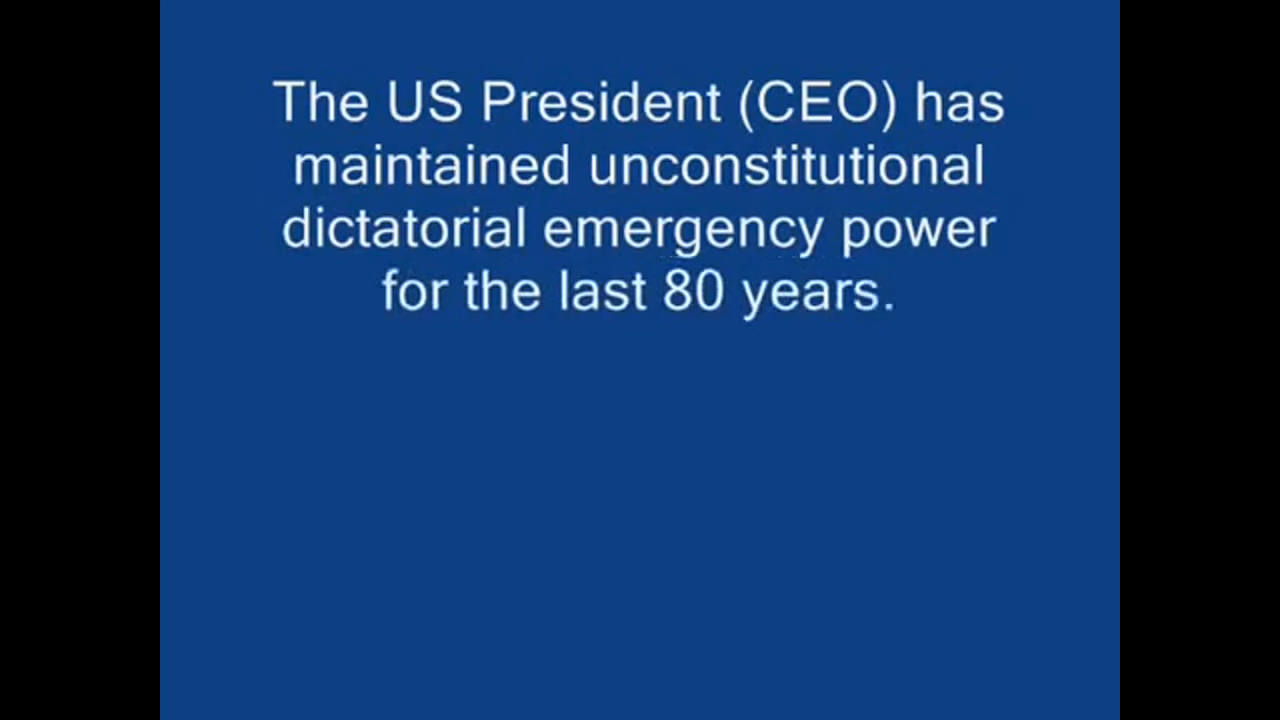 The US President (CEO) has
maintained unconstitutional
dictatorial emergency power
for the last 80 years.